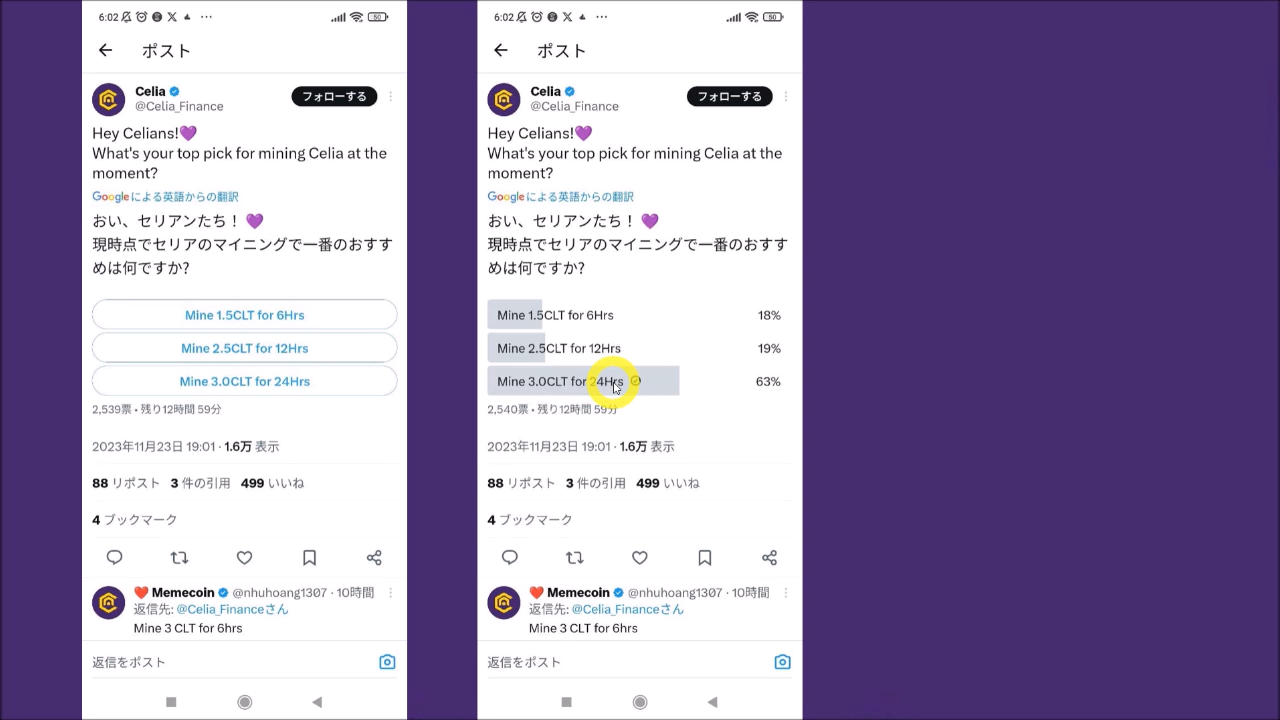 6:02
50
ポスト
Celia
@Celia_Finance
フォローする
Hey Celians!💜
What's your top pick for mining Celia at the
moment?
Googleによる英語からの翻訳
おい、セリアンたち！ 💜
現時点でセリアのマイニングで一番のおすす
めは何ですか?
Mine 1.5CLT for 6Hrs
Mine 2.5CLT for 12Hrs
Mine 3.0CLT for 24Hrs
2,539票 • 残り12時間 59分
2023年11月23日 19:01 · 1.6万 表示
88 リポスト 3 件の引用 499 いいね
4 ブックマーク
❤️ Memecoin @nhuhoang1307 · 10時間
返信先: @Celia_Financeさん
Mine 3 CLT for 6hrs
返信をポスト
6:02
50
ポスト
Celia
@Celia_Finance
フォローする
Hey Celians!💜
What's your top pick for mining Celia at the
moment?
Googleによる英語からの翻訳
おい、セリアンたち！ 💜
現時点でセリアのマイニングで一番のおすす
めは何ですか?
Mine 1.5CLT for 6Hrs 18%
Mine 2.5CLT for 12Hrs 19%
Mine 3.0CLT for 24Hrs 63%
2,540票 • 残り12時間 59分
2023年11月23日 19:01 · 1.6万 表示
88 リポスト 3 件の引用 499 いいね
4 ブックマーク
❤️ Memecoin @nhuhoang1307 · 10時間
返信先: @Celia_Financeさん
Mine 3 CLT for 6hrs
返信をポスト